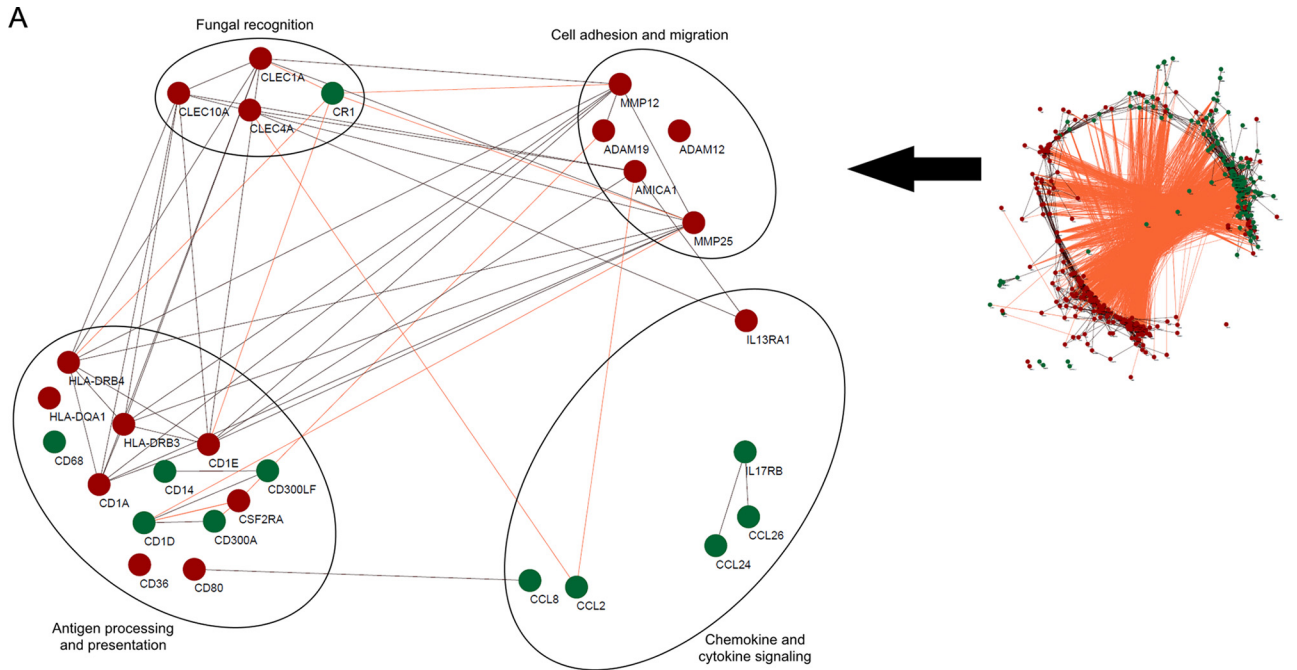 A
Fungal recognition
Cell adhesion and migration
CLEC1A
CLEC10A
CR1
CLEC4A
MMP12
ADAM19
ADAM12
AMICA1
MMP25
IL13RA1
HLA-DRB4
HLA-DQA1
HLA-DRB3
CD68
CD1E
CD1A
CD14
CD300LF
CSF2RA
CD1D
CD300A
CD36
CD80
IL17RB
CCL26
CCL24
CCL8
CCL2
Antigen processing
and presentation
Chemokine and
cytokine signaling